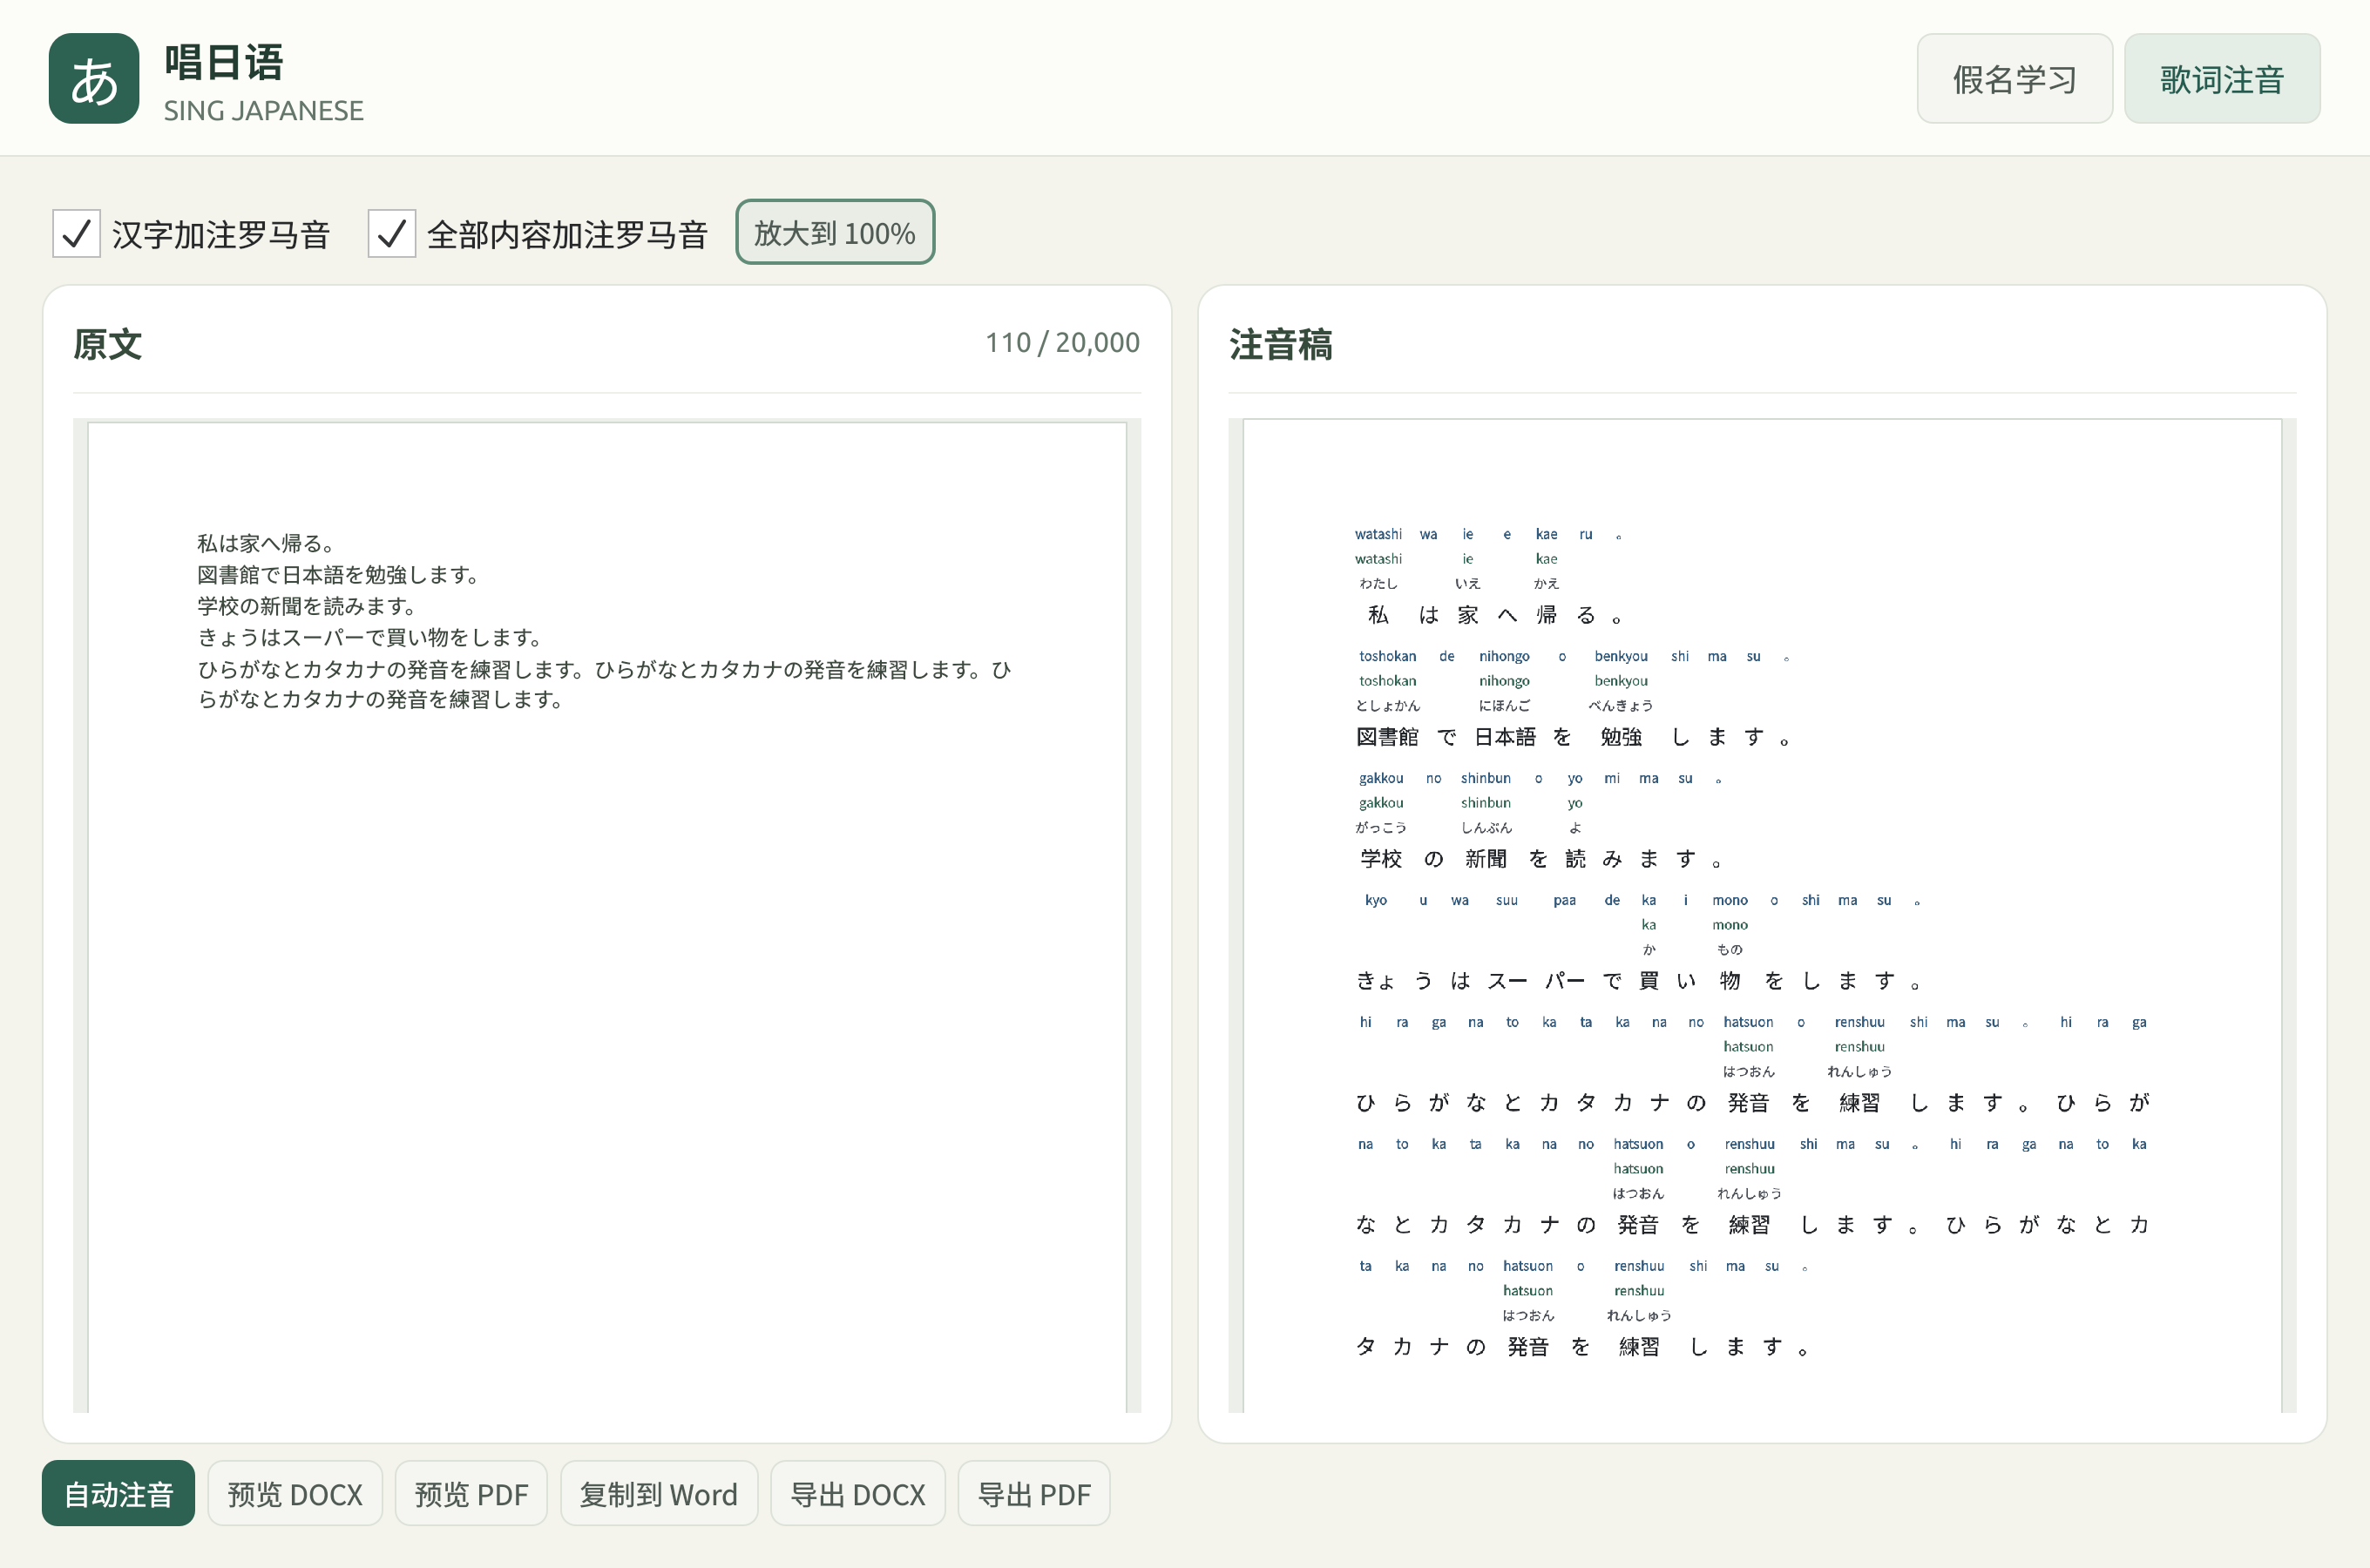 あ
唱日语
SING JAPANESE
假名学习
歌词注音
汉字加注罗马音
全部内容加注罗马音
放大到 100%
原文
110 / 20,000
私は家へ帰る。
図書館で日本語を勉強します。
学校の新聞を読みます。
きょうはスーパーで買い物をします。
ひらがなとカタカナの発音を練習します。ひらがなとカタカナの発音を練習します。ひ
らがなとカタカナの発音を練習します。
注音稿
watashi wa ie e kae ru 。
watashi ie kae
わたし いえ かえ
私 は 家 へ 帰 る 。
toshokan de nihongo o benkyou shi ma su 。
toshokan nihongo benkyou
としょかん にほんご べんきょう
図書館 で 日本語 を 勉強 し ま す 。
gakkou no shinbun o yo mi ma su 。
gakkou shinbun yo
がっこう しんぶん よ
学校 の 新聞 を 読 み ま す 。
kyo u wa suu paa de ka i mono o shi ma su 。
ka mono
か もの
きょ う は スー パー で 買 い 物 を し ま す 。
hi ra ga na to ka ta ka na no hatsuon o renshuu shi ma su 。 hi ra ga
hatsuon renshuu
はつおん れんしゅう
ひ ら が な と カ タ カ ナ の 発音 を 練習 し ま す 。 ひ ら が
na to ka ta ka na no hatsuon o renshuu shi ma su 。 hi ra ga na to ka
hatsuon renshuu
はつおん れんしゅう
な と カ タ カ ナ の 発音 を 練習 し ま す 。 ひ ら が な と カ
ta ka na no hatsuon o renshuu shi ma su 。
hatsuon renshuu
はつおん れんしゅう
タ カ ナ の 発音 を 練習 し ま す 。
自动注音
预览 DOCX
预览 PDF
复制到 Word
导出 DOCX
导出 PDF